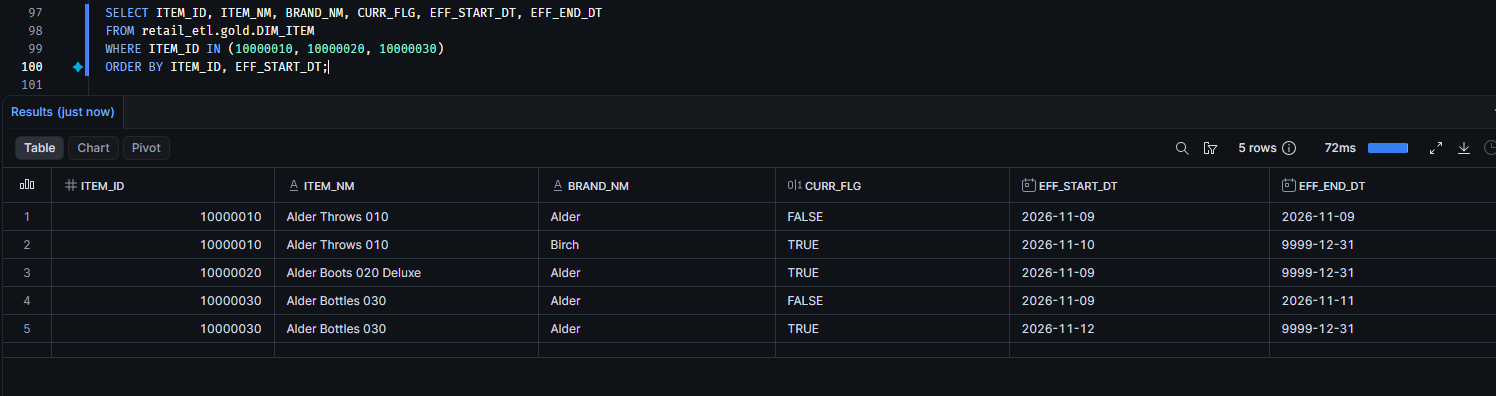 97 SELECT ITEM_ID, ITEM_NM, BRAND_NM, CURR_FLG, EFF_START_DT, EFF_END_DT
98 FROM retail_etl.gold.DIM_ITEM
99 WHERE ITEM_ID IN (10000010, 10000020, 10000030)
100 ORDER BY ITEM_ID, EFF_START_DT;
101
Results (just now)
Table Chart Pivot 5 rows 72ms
ITEM_ID ITEM_NM BRAND_NM CURR_FLG EFF_START_DT EFF_END_DT
1 10000010 Alder Throws 010 Alder FALSE 2026-11-09 2026-11-09
2 10000010 Alder Throws 010 Birch TRUE 2026-11-10 9999-12-31
3 10000020 Alder Boots 020 Deluxe Alder TRUE 2026-11-09 9999-12-31
4 10000030 Alder Bottles 030 Alder FALSE 2026-11-09 2026-11-11
5 10000030 Alder Bottles 030 Alder TRUE 2026-11-12 9999-12-31